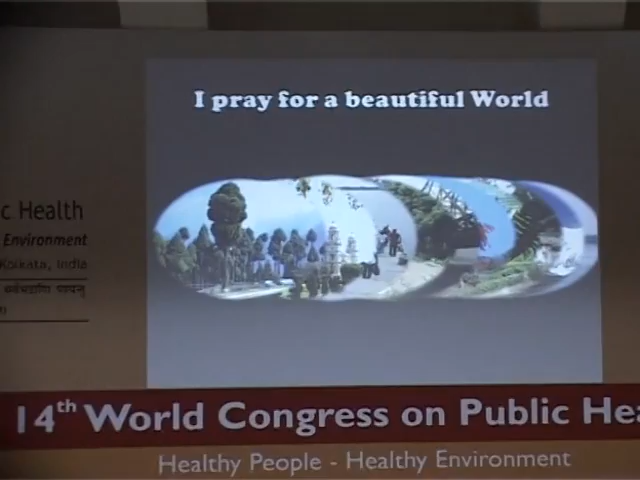 I pray for a beautiful World
c Health
Environment
Kolkata, India
14th World Congress on Public Hea
Healthy People - Healthy Environment